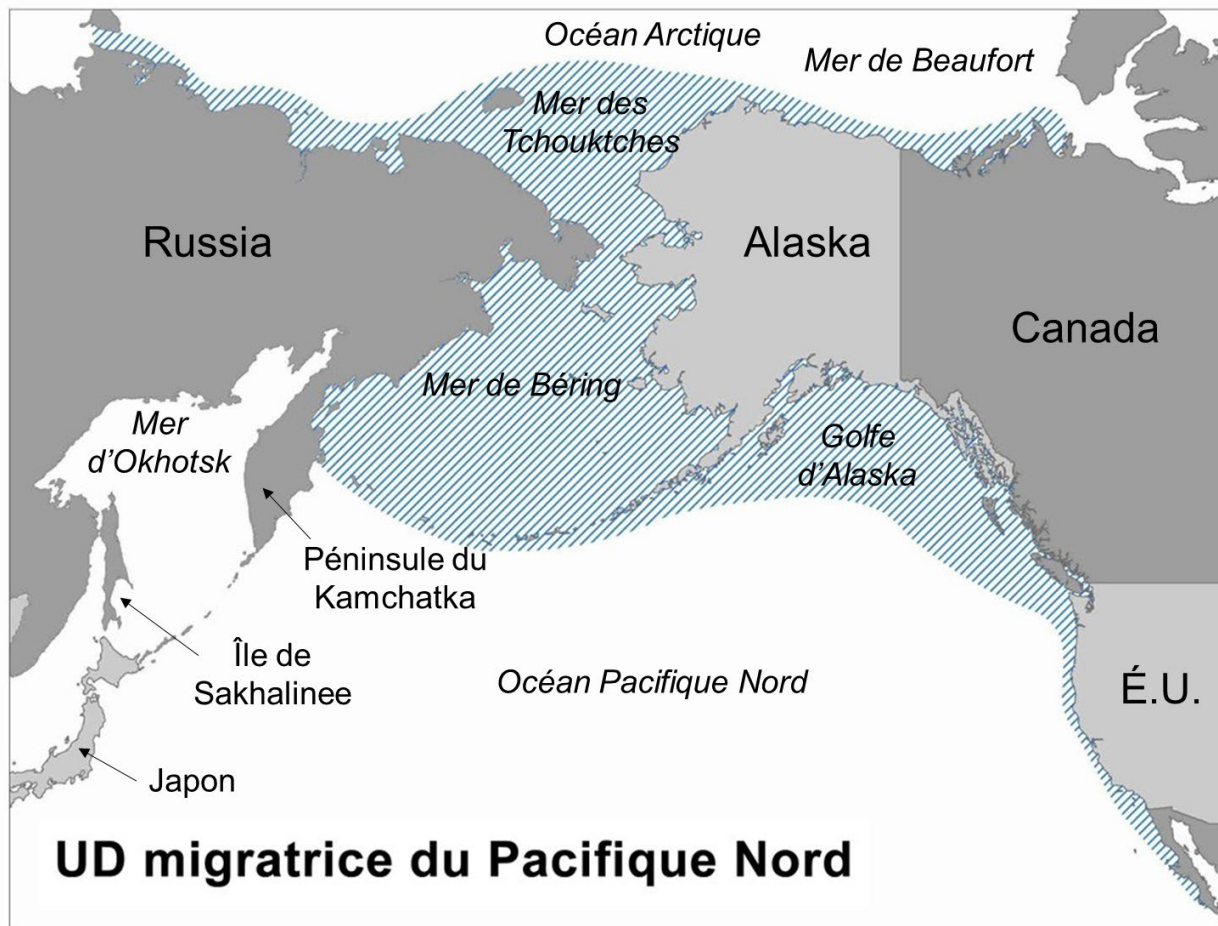 Océan Arctique
Mer de Beaufort
Mer des
Tchouktches
Russia
Alaska
Canada
Mer de Béring
Mer
d'Okhotsk
Golfe
d'Alaska
Péninsule du
Kamchatka
Île de
Sakhalinee
Océan Pacifique Nord
É.U.
Japon
UD migratrice du Pacifique Nord